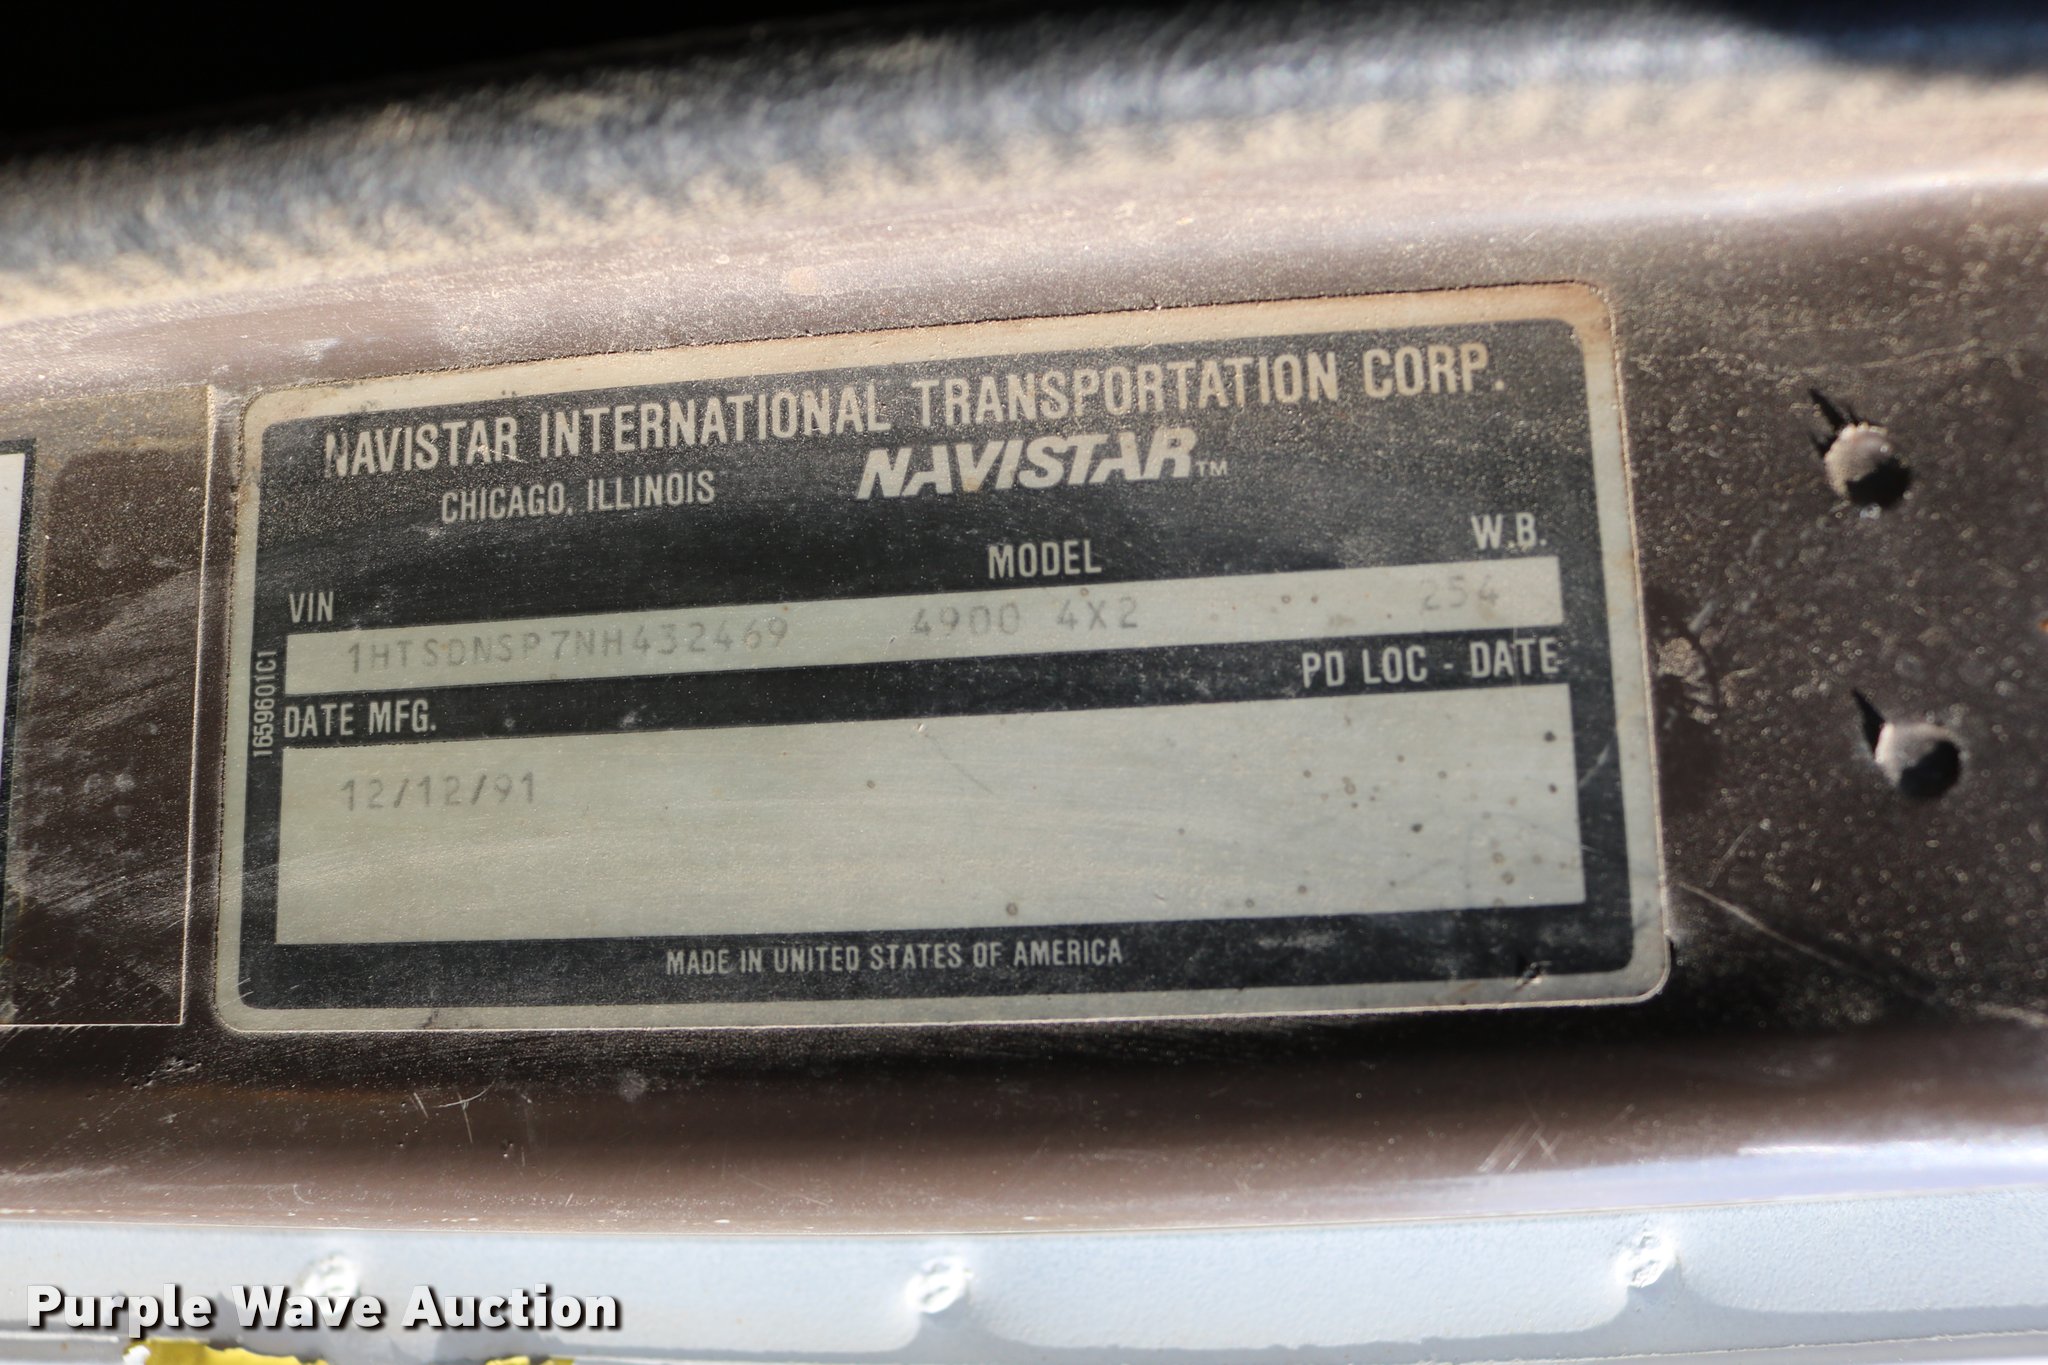 NAVISTAR INTERNATIONAL TRANSPORTATION CORP.
CHICAGO, ILLINOIS NAVISTAR™
VIN MODEL W.B.
1HTSDNSP7NH432469 4900 4X2 254
DATE MFG. PD LOC - DATE
12/12/91
MADE IN UNITED STATES OF AMERICA
1659601C1
Purple Wave Auction